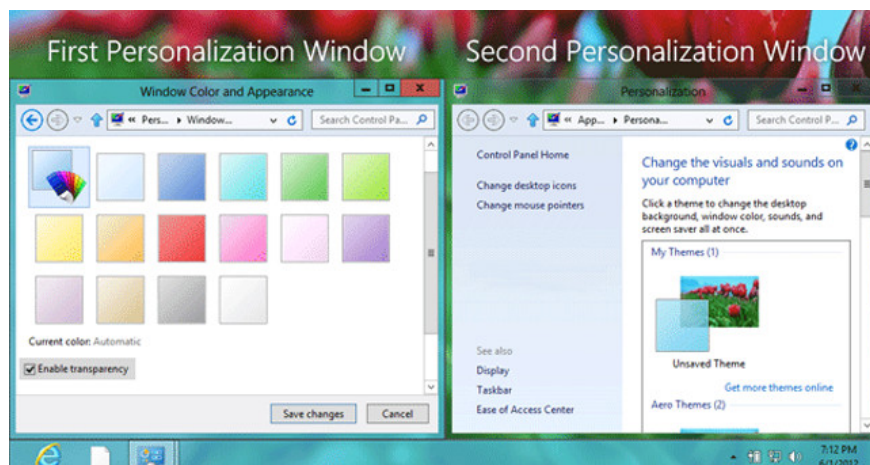 First Personalization Window
Second Personalization Window
Window Color and Appearance
« Pers... ▸ Window...
Search Control Pa...
Current color: Automatic
Enable transparency
Save changes
Cancel
Personalization
« App... ▸ Persona...
Search Control P...
Control Panel Home
Change desktop icons
Change mouse pointers
See also
Display
Taskbar
Ease of Access Center
Change the visuals and sounds on
your computer
Click a theme to change the desktop
background, window color, sounds, and
screen saver all at once.
My Themes (1)
Unsaved Theme
Get more themes online
Aero Themes (2)
7:12 PM
6/1/2012